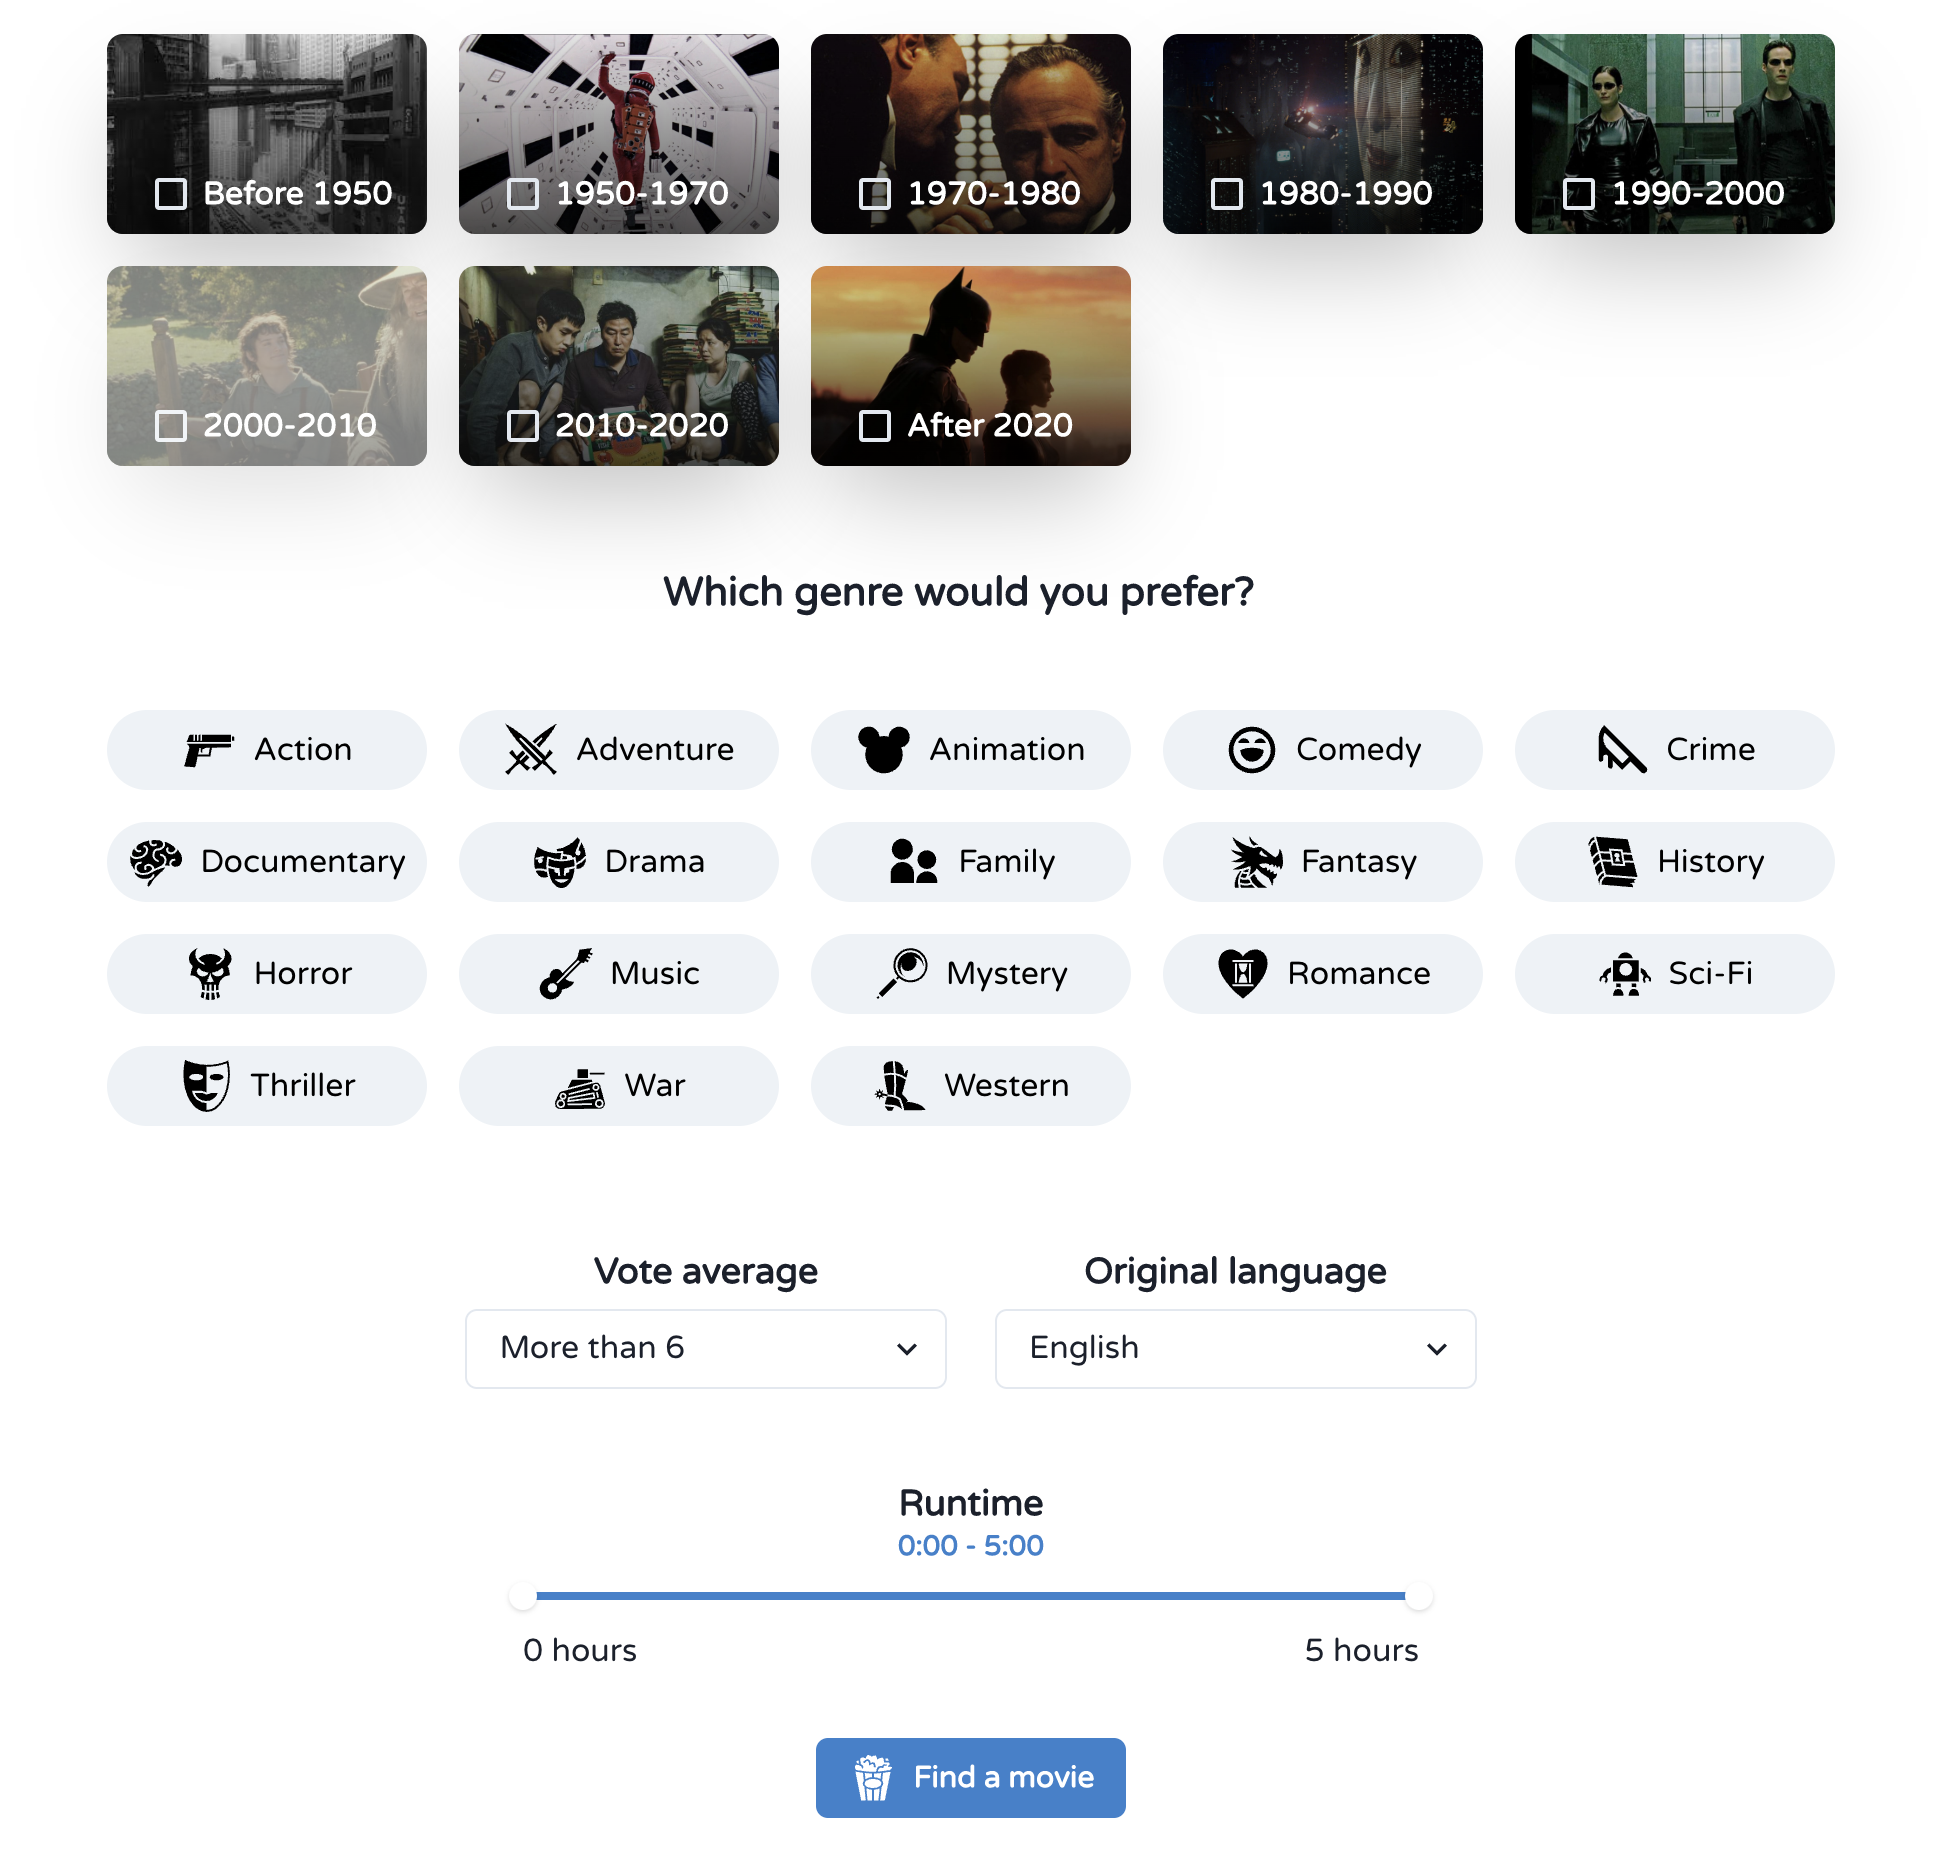 Before 1950
1950-1970
1970-1980
1980-1990
1990-2000
2000-2010
2010-2020
After 2020
Which genre would you prefer?
Action
Adventure
Animation
Comedy
Crime
Documentary
Drama
Family
Fantasy
History
Horror
Music
Mystery
Romance
Sci-Fi
Thriller
War
Western
Vote average
Original language
More than 6
English
Runtime
0:00 - 5:00
0 hours
5 hours
Find a movie